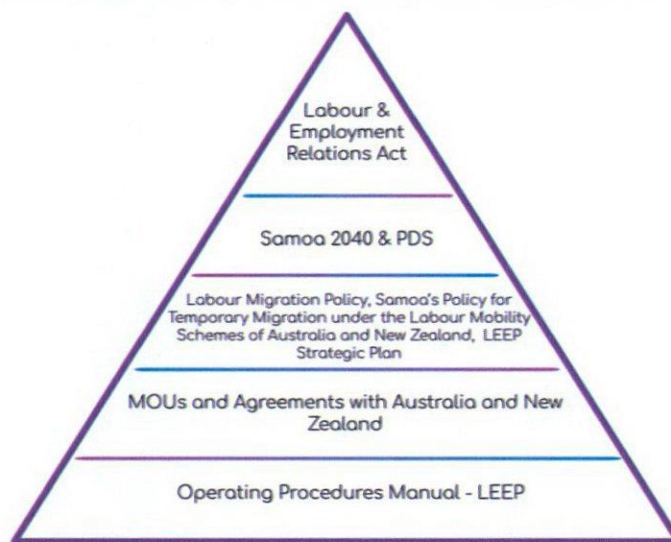 Labour &
Employment
Relations Act
Samoa 2040 & PDS
Labour Migration Policy, Samoa's Policy for
Temporary Migration under the Labour Mobility
Schemes of Australia and New Zealand, LEEP
Strategic Plan
MOUs and Agreements with Australia and New
Zealand
Operating Procedures Manual - LEEP